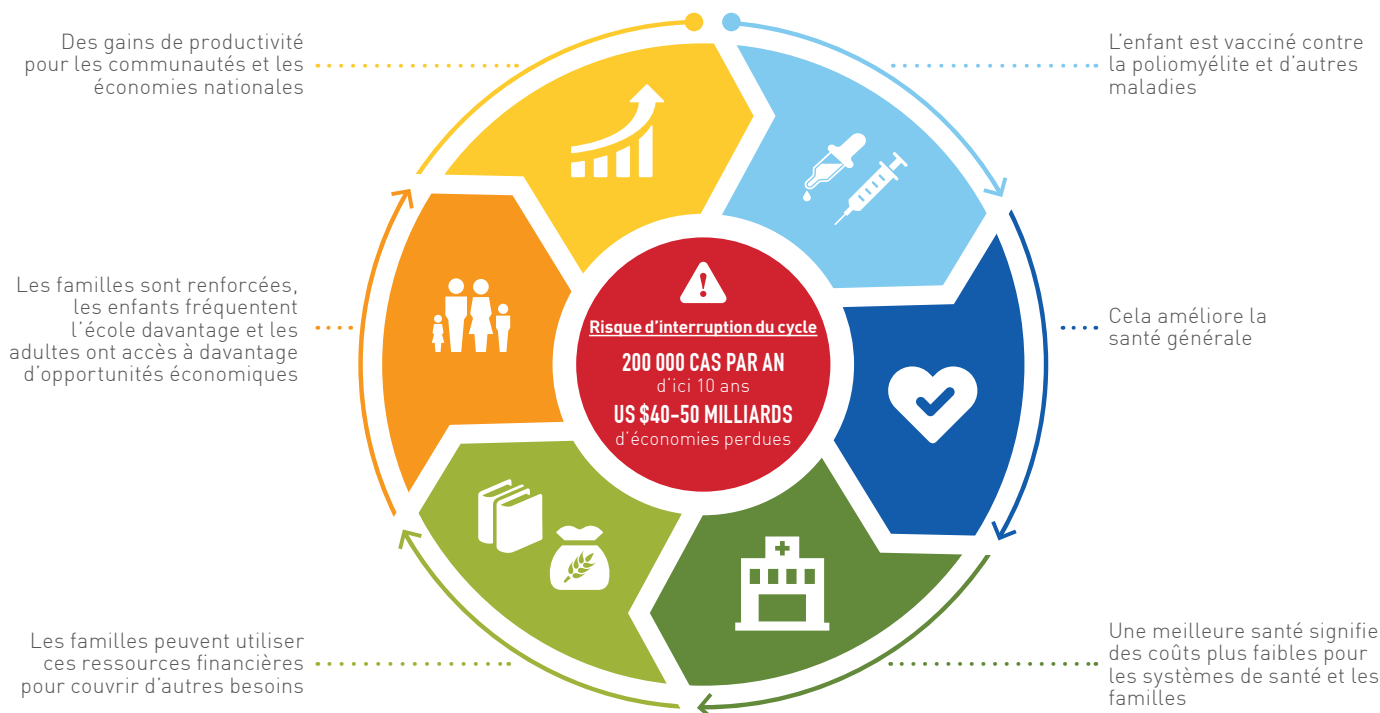 L'enfant est vacciné contre
la poliomyélite et d'autres
maladies
Cela améliore la
santé générale
Une meilleure santé signifie
des coûts plus faibles pour
les systèmes de santé et les
familles
Les familles peuvent utiliser
ces ressources financières
pour couvrir d'autres besoins
Les familles sont renforcées,
les enfants fréquentent
l'école davantage et les
adultes ont accès à davantage
d'opportunités économiques
Des gains de productivité
pour les communautés et les
économies nationales
Risque d'interruption du cycle
200 000 CAS PAR AN
d'ici 10 ans
US $40-50 MILLIARDS
d'économies perdues